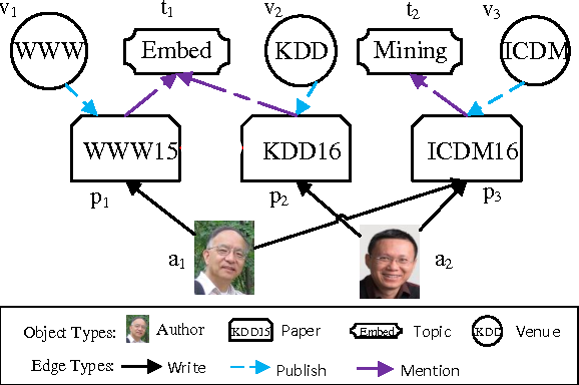 v1 t1 v2 t2 v3
WWW Embed KDD Mining ICDM
WWW15 KDD16 ICDM16
p1 p2 p3
a1 a2
Object Types: Author KDD15 Paper Embed Topic KDD Venue
Edge Types: Write Publish Mention